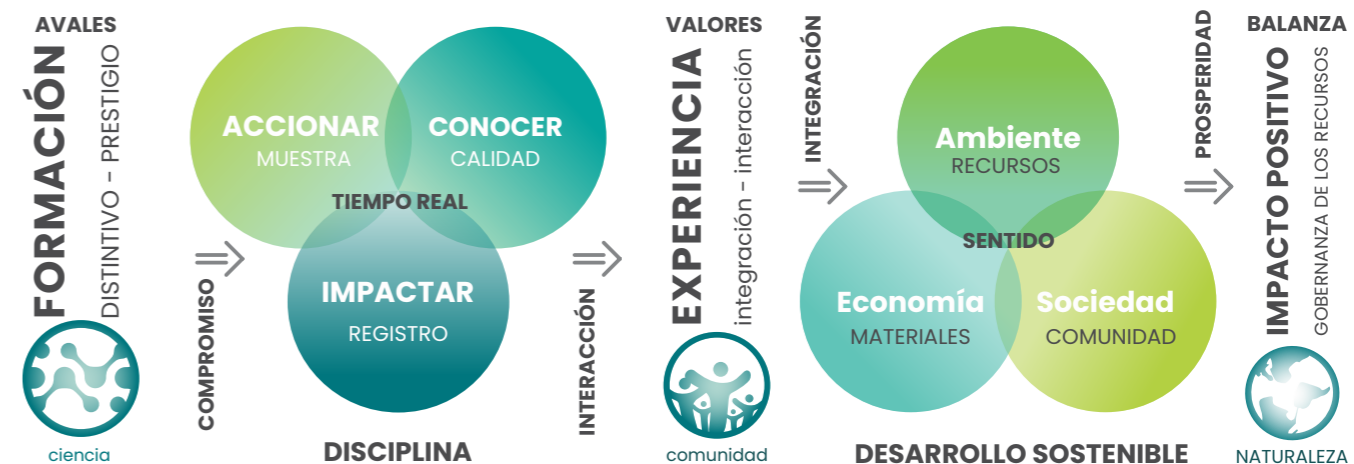 AVALES
FORMACIÓN
DISTINTIVO - PRESTIGIO
ciencia
COMPROMISO
ACCIONAR
MUESTRA
CONOCER
CALIDAD
TIEMPO REAL
IMPACTAR
REGISTRO
DISCIPLINA
INTERACCIÓN
VALORES
EXPERIENCIA
integración - interacción
comunidad
INTEGRACIÓN
Ambiente
RECURSOS
SENTIDO
Economía
MATERIALES
Sociedad
COMUNIDAD
DESARROLLO SOSTENIBLE
PROSPERIDAD
BALANZA
IMPACTO POSITIVO
GOBERNANZA DE LOS RECURSOS
NATURALEZA